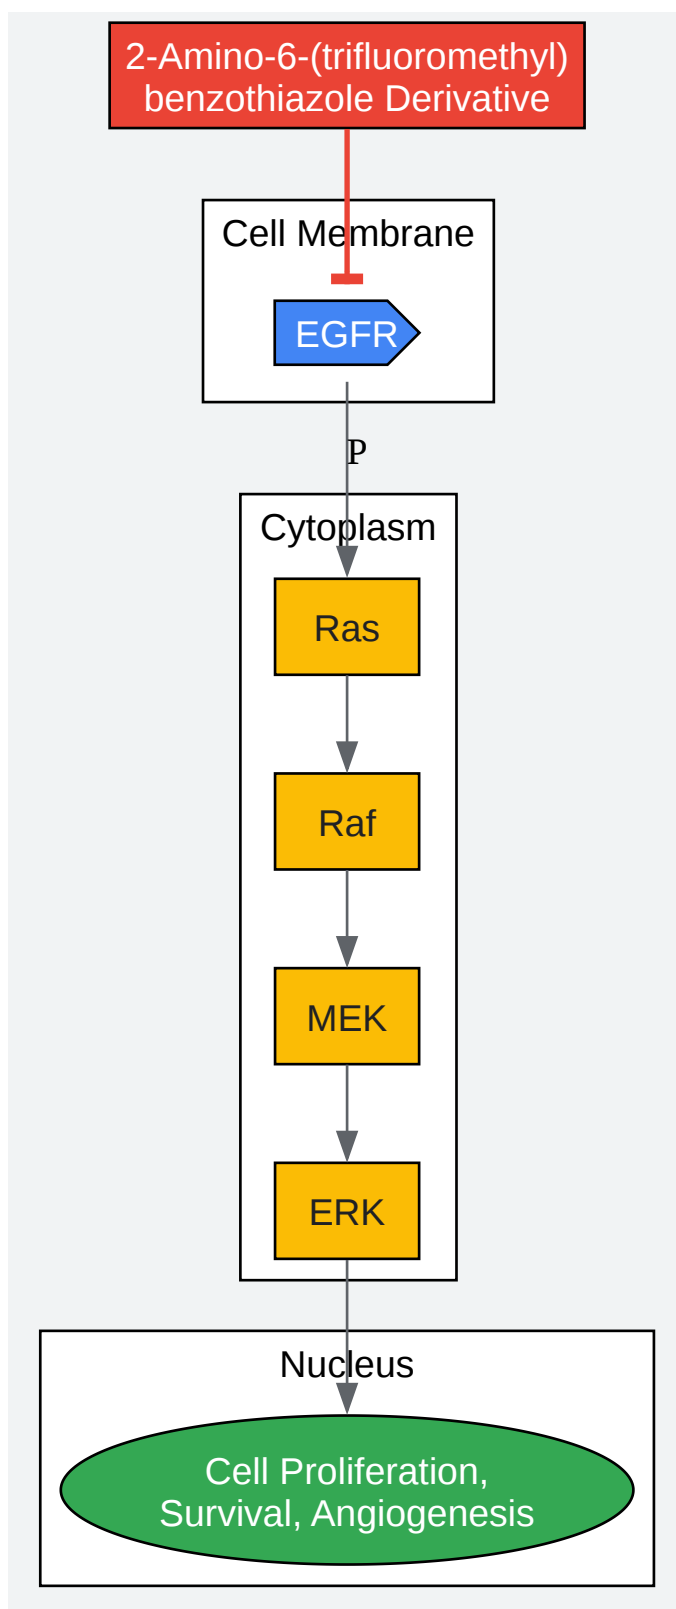 2-Amino-6-(trifluoromethyl)
benzothiazole Derivative
Cell Membrane
EGFR
P
Cytoplasm
Ras
Raf
MEK
ERK
Nucleus
Cell Proliferation,
Survival, Angiogenesis